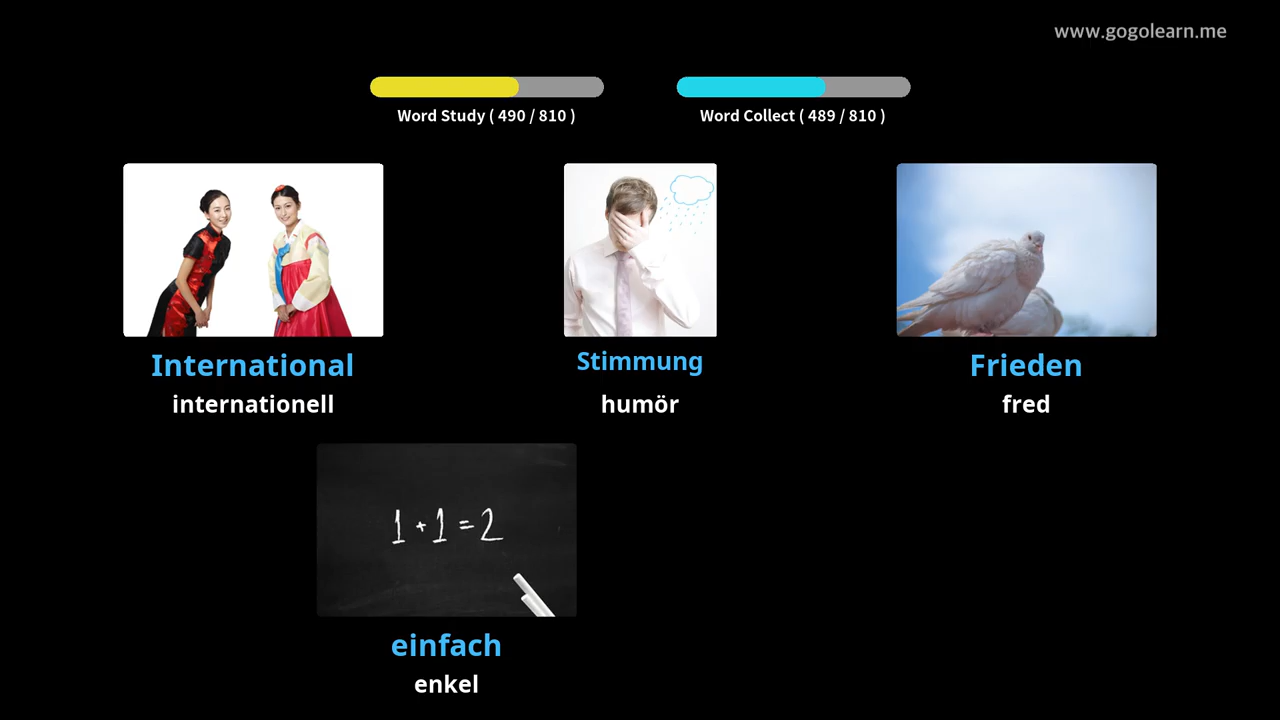 www.gogolearn.me
Word Study ( 490 / 810 )
Word Collect ( 489 / 810 )
International
internationell
Stimmung
humör
Frieden
fred
1 + 1 = 2
einfach
enkel